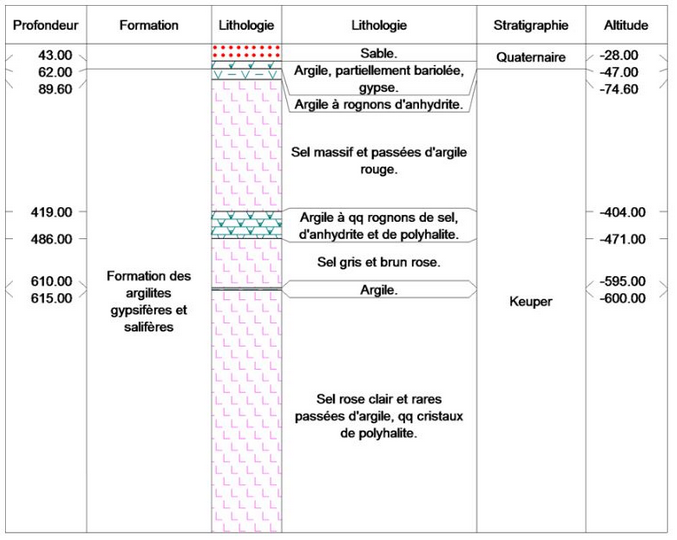 Profondeur Formation Lithologie Lithologie Stratigraphie Altitude
Sable.
43.00 Quaternaire -28.00
Argile, partiellement bariolée,
62.00 -47.00
gypse.
89.60 -74.60
Argile à rognons d'anhydrite.
Sel massif et passées d'argile
rouge.
419.00 -404.00
Argile à qq rognons de sel,
d'anhydrite et de polyhalite.
486.00 -471.00
Sel gris et brun rose.
610.00 -595.00
Formation des
argilites
gypsifères et
salifères
Argile.
615.00 -600.00
Keuper
Sel rose clair et rares
passées d'argile, qq cristaux
de polyhalite.